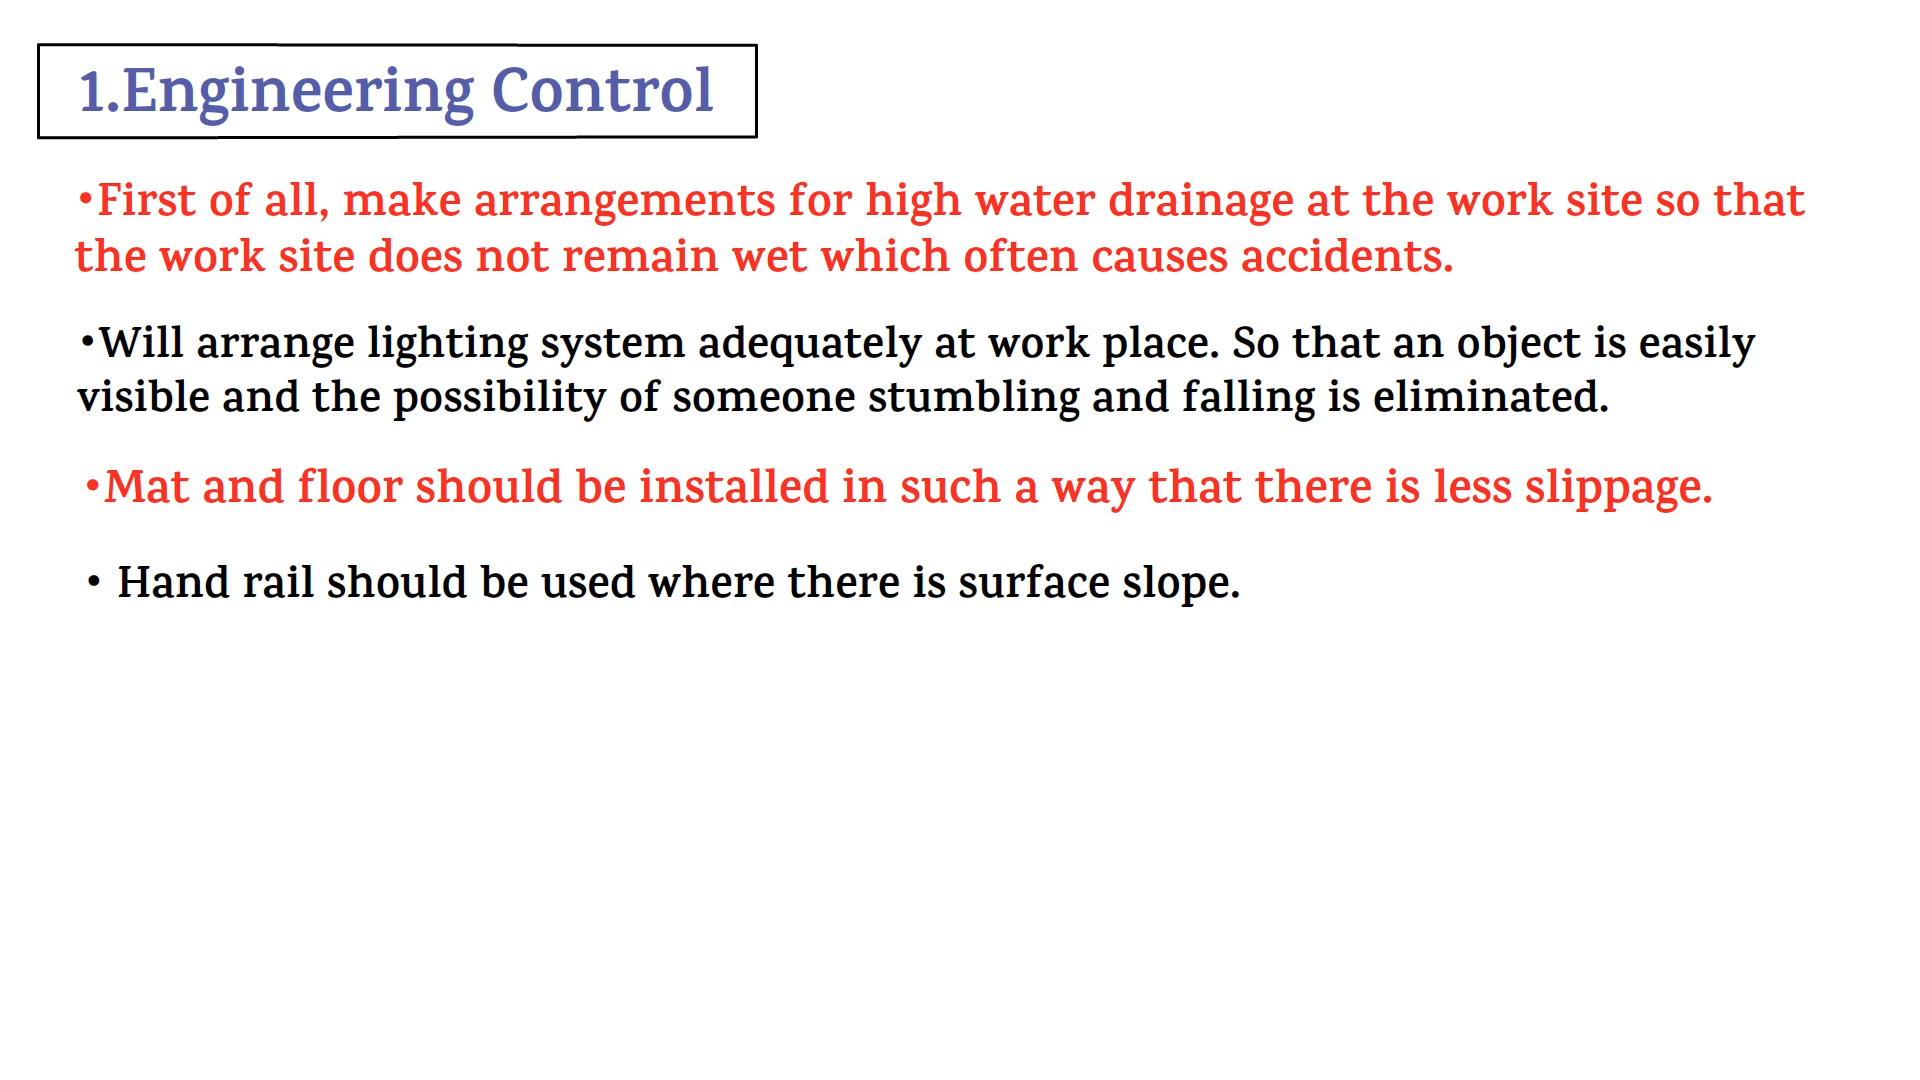 1.Engineering Control
•First of all, make arrangements for high water drainage at the work site so that
the work site does not remain wet which often causes accidents.
•Will arrange lighting system adequately at work place. So that an object is easily
visible and the possibility of someone stumbling and falling is eliminated.
•Mat and floor should be installed in such a way that there is less slippage.
• Hand rail should be used where there is surface slope.